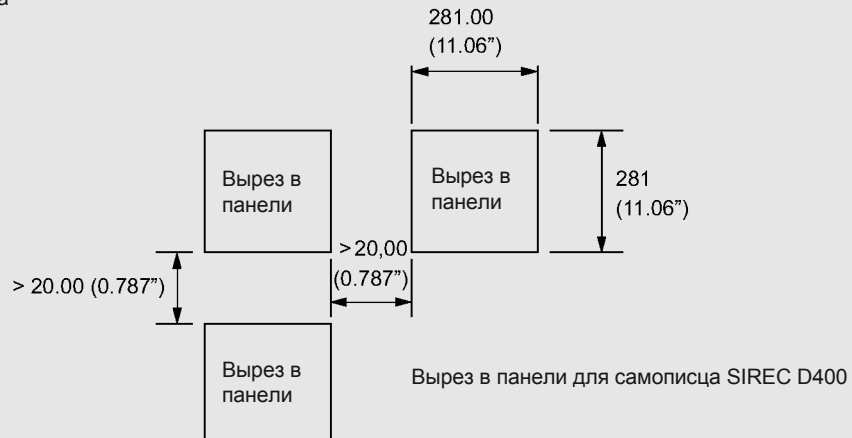 а
281.00
(11.06”)
Вырез в
панели
Вырез в
панели
281
(11.06”)
>20,00
(0.787”)
> 20.00 (0.787”)
Вырез в
панели
Вырез в панели для самописца SIREC D400